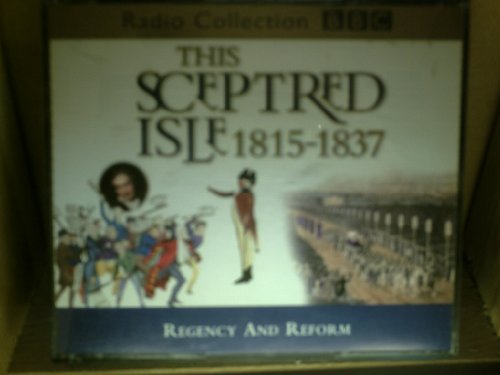 Radio Collection BBC
THIS
SCEPTRED
ISLE 1815-1837
REGENCY AND REFORM